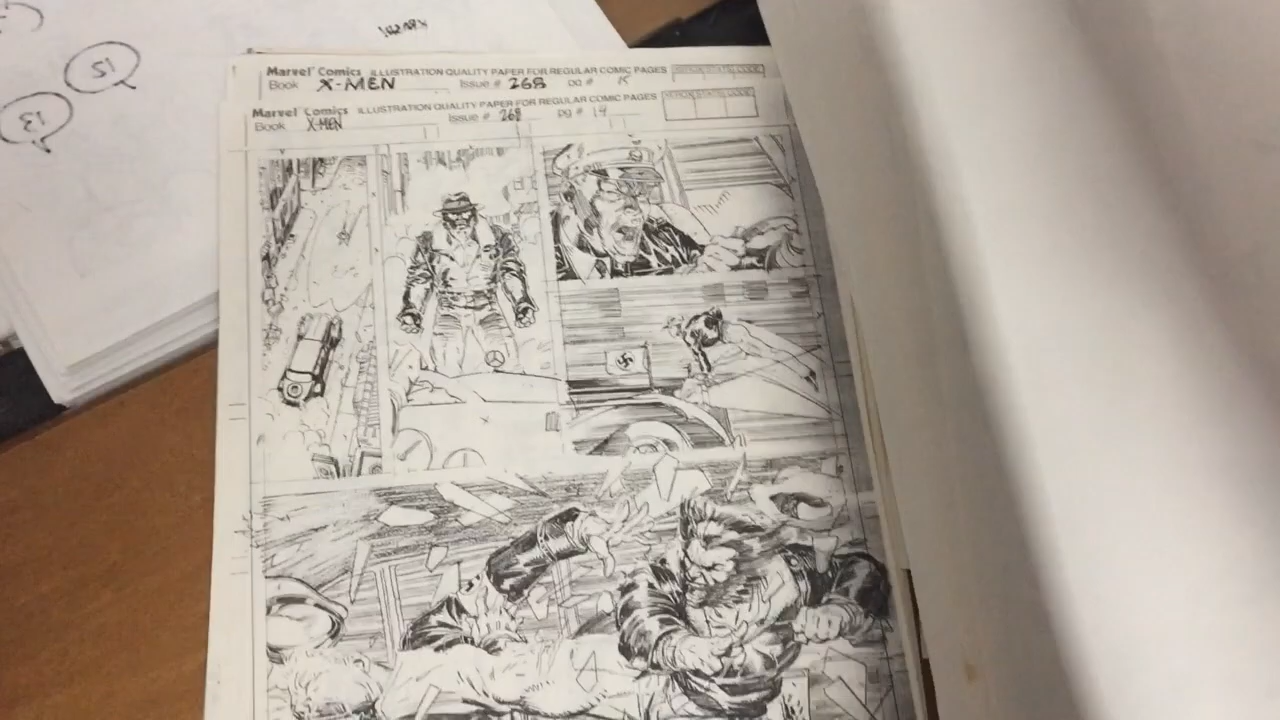 15
13
Marvel Comics ILLUSTRATION QUALITY PAPER FOR REGULAR COMIC PAGES
Book X-MEN Issue # 268 pg # 15
Marvel Comics ILLUSTRATION QUALITY PAPER FOR REGULAR COMIC PAGES
Book X-MEN Issue # 268 pg # 14